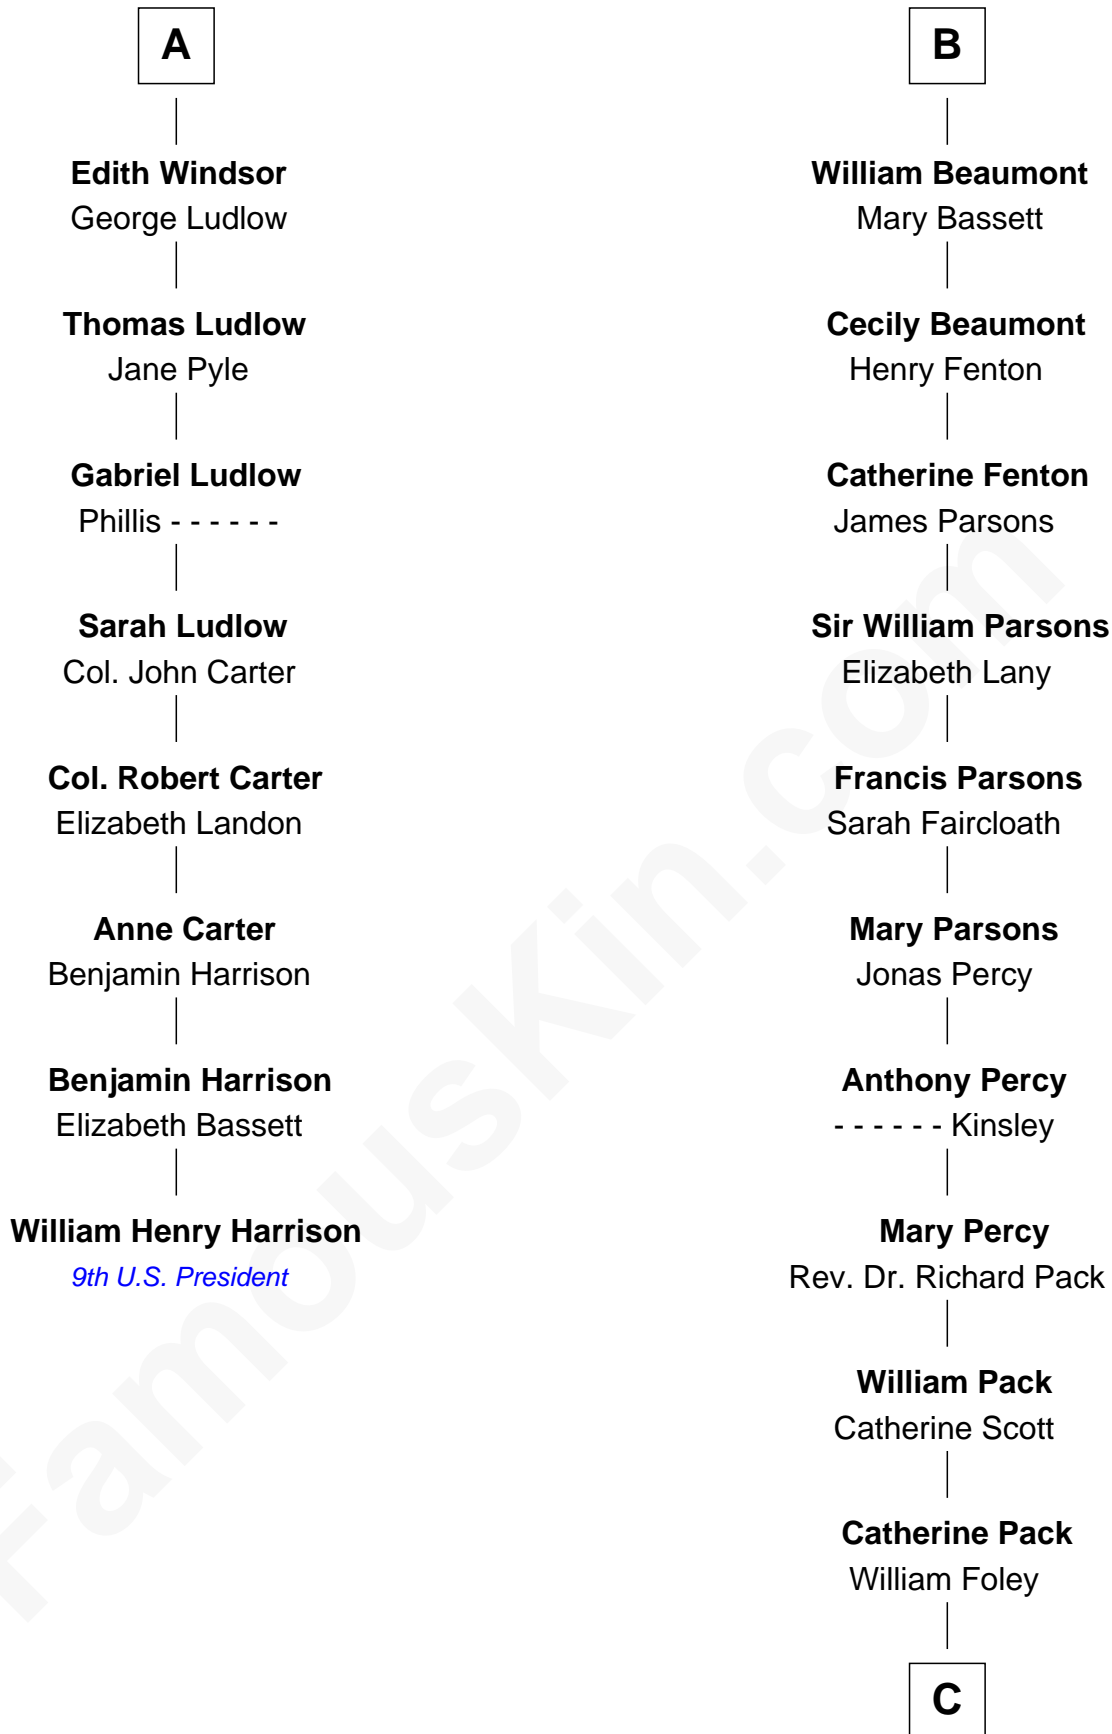 A
Edith Windsor
George Ludlow
Thomas Ludlow
Jane Pyle
Gabriel Ludlow
Phillis - - - - - -
Sarah Ludlow
Col. John Carter
Col. Robert Carter
Elizabeth Landon
Anne Carter
Benjamin Harrison
Benjamin Harrison
Elizabeth Bassett
William Henry Harrison
9th U.S. President
B
William Beaumont
Mary Bassett
Cecily Beaumont
Henry Fenton
Catherine Fenton
James Parsons
Sir William Parsons
Elizabeth Lany
Francis Parsons
Sarah Faircloath
Mary Parsons
Jonas Percy
Anthony Percy
- - - - - - Kinsley
Mary Percy
Rev. Dr. Richard Pack
William Pack
Catherine Scott
Catherine Pack
William Foley
C
FamousKin.com